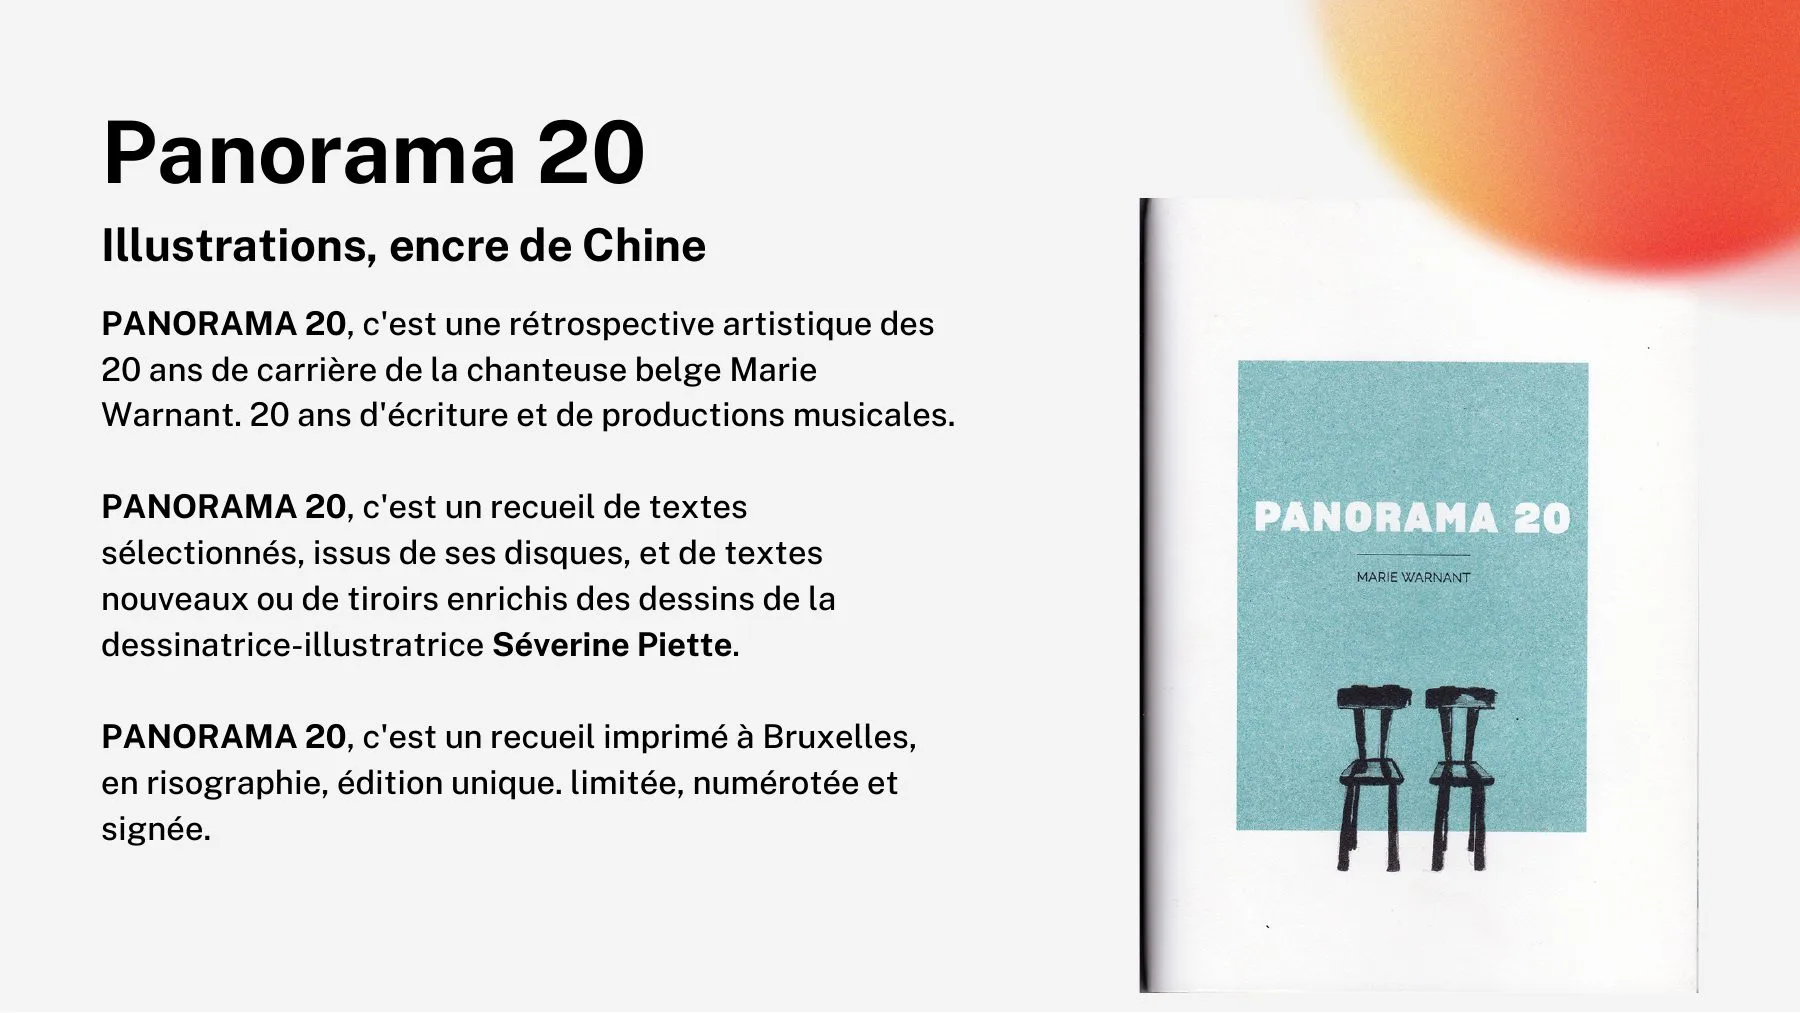 Panorama 20
Illustrations, encre de Chine
PANORAMA 20, c'est une rétrospective artistique des
20 ans de carrière de la chanteuse belge Marie
Warnant. 20 ans d'écriture et de productions musicales.
PANORAMA 20, c'est un recueil de textes
sélectionnés, issus de ses disques, et de textes
nouveaux ou de tiroirs enrichis des dessins de la
dessinatrice-illustratrice Séverine Piette.
PANORAMA 20, c'est un recueil imprimé à Bruxelles,
en risographie, édition unique. limitée, numérotée et
signée.
PANORAMA 20
MARIE WARNANT